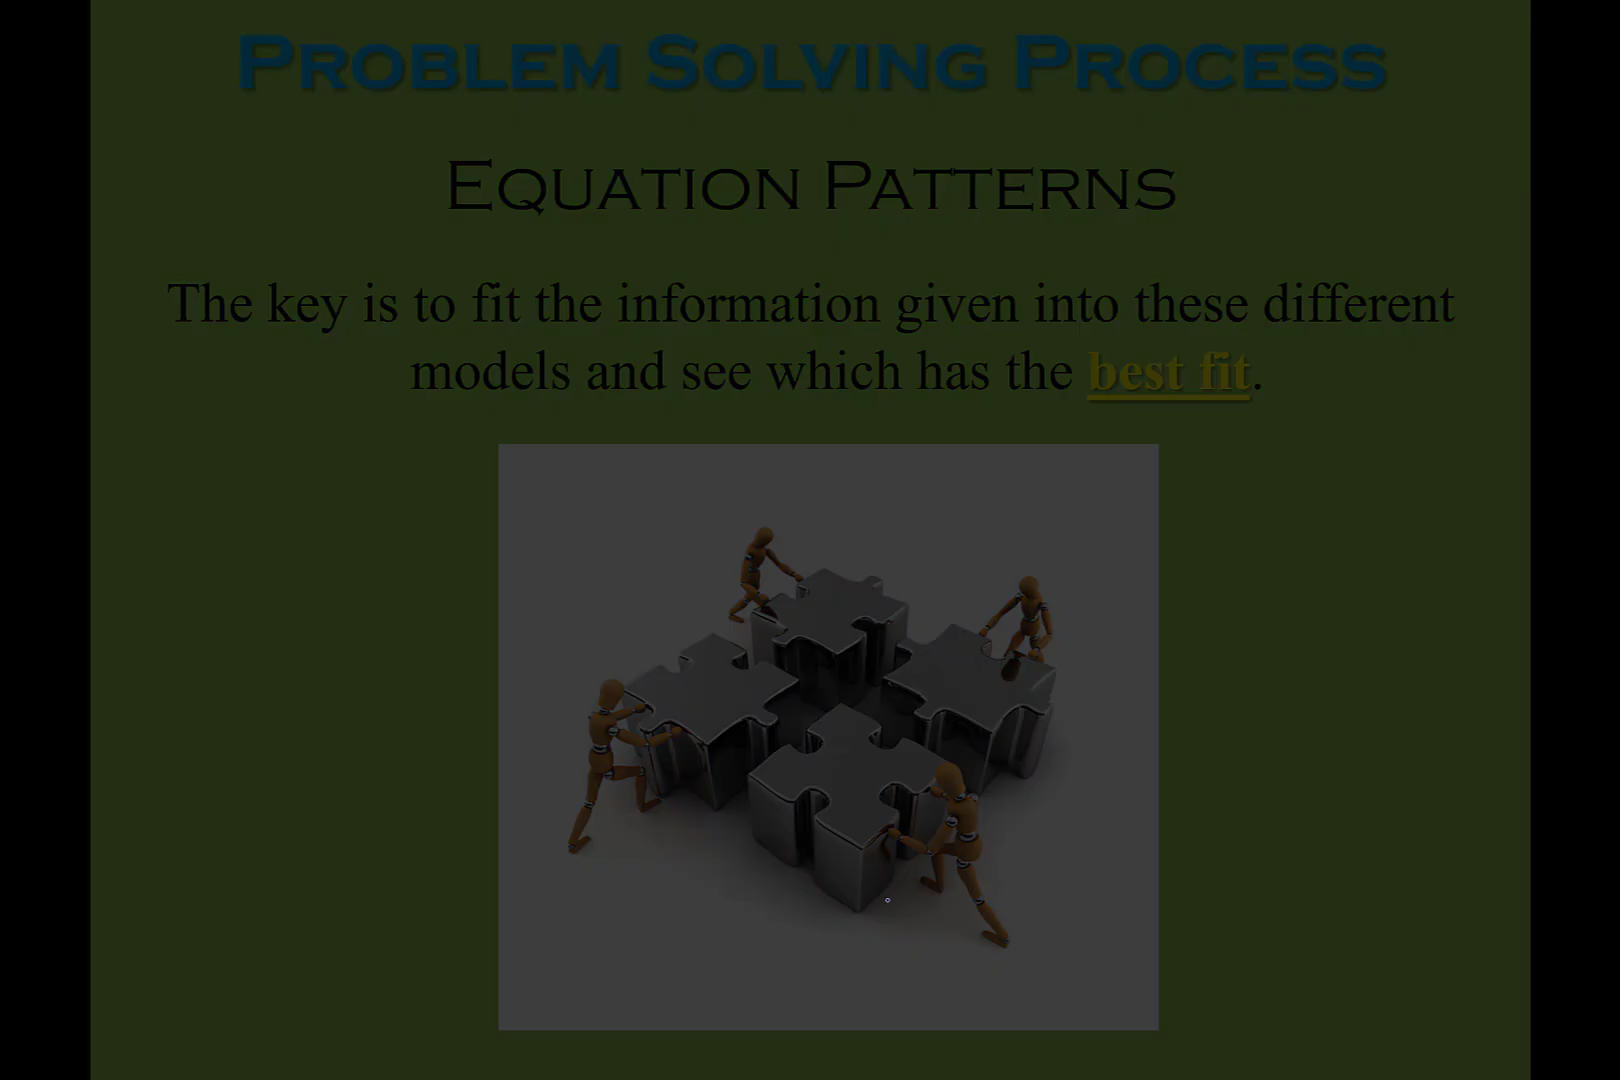 Problem Solving Process
Equation Patterns
The key is to fit the information given into these different
models and see which has the best fit.